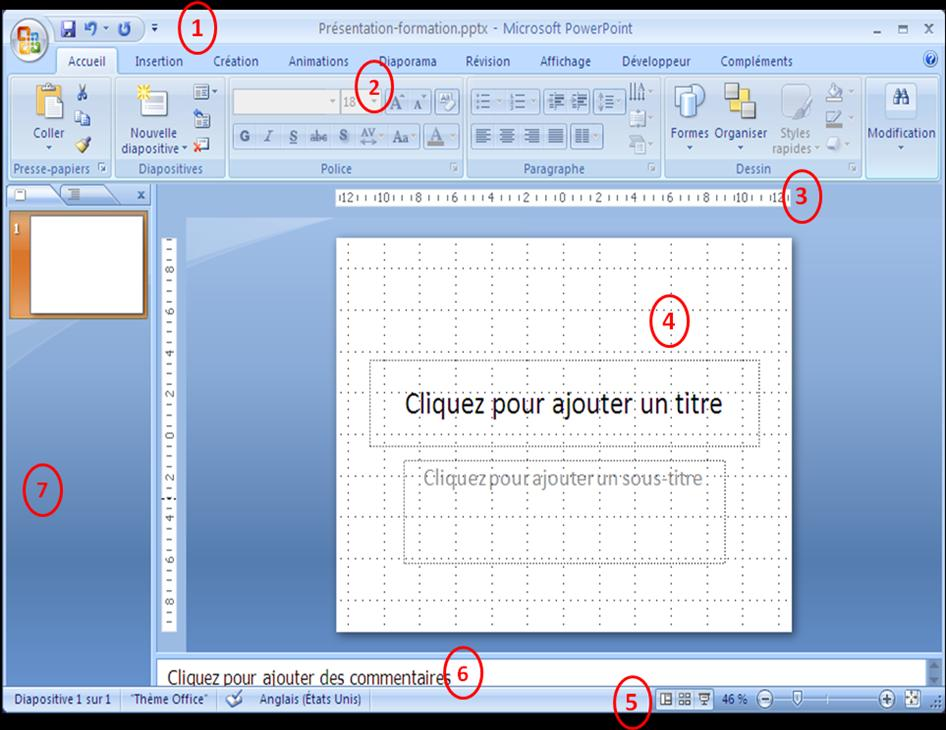 1
Présentation-formation.pptx - Microsoft PowerPoint
Accueil Insertion Création Animations Diaporama Révision Affichage Développeur Compléments
2
18
Coller
Nouvelle diapositive
G I S abc S AV Aa A
Formes Organiser Styles rapides
Modification
Presse-papiers Diapositives Police Paragraphe Dessin
12 10 8 6 4 2 0 2 4 6 8 10 12
3
1
8 6 4 2 0 2 4 6 8
4
Cliquez pour ajouter un titre
Cliquez pour ajouter un sous-titre
7
Cliquez pour ajouter des commentaires
6
Diapositive 1 sur 1 "Thème Office" Anglais (États Unis)
5
46 %